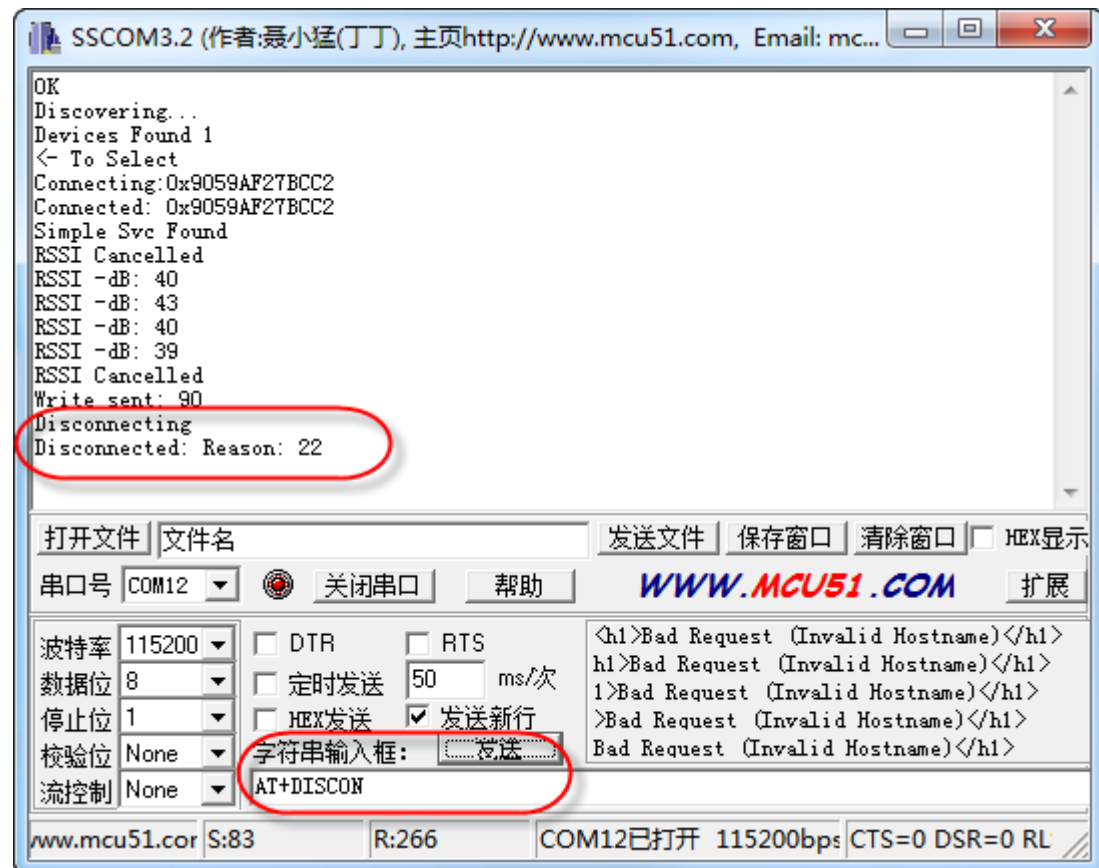 SSCOM3.2 (作者:聂小猛(丁丁), 主页http://www.mcu51.com, Email: mc...
OK
Discovering...
Devices Found 1
<- To Select
Connecting:0x9059AF27BCC2
Connected: 0x9059AF27BCC2
Simple Svc Found
RSSI Cancelled
RSSI -dB: 40
RSSI -dB: 43
RSSI -dB: 40
RSSI -dB: 39
RSSI Cancelled
Write sent: 90
Disconnecting
Disconnected: Reason: 22
打开文件 文件名 发送文件 保存窗口 清除窗口 HEX显示
串口号 COM12 关闭串口 帮助 WWW.MCU51.COM 扩展
波特率 115200 DTR RTS
数据位 8 定时发送 50 ms/次
停止位 1 HEX发送 发送新行
校验位 None 字符串输入框: 发送
流控制 None AT+DISCON
<h1>Bad Request (Invalid Hostname)</h1>
h1>Bad Request (Invalid Hostname)</h1>
1>Bad Request (Invalid Hostname)</h1>
>Bad Request (Invalid Hostname)</h1>
Bad Request (Invalid Hostname)</h1>
www.mcu51.cor S:83 R:266 COM12已打开 115200bps CTS=0 DSR=0 RL